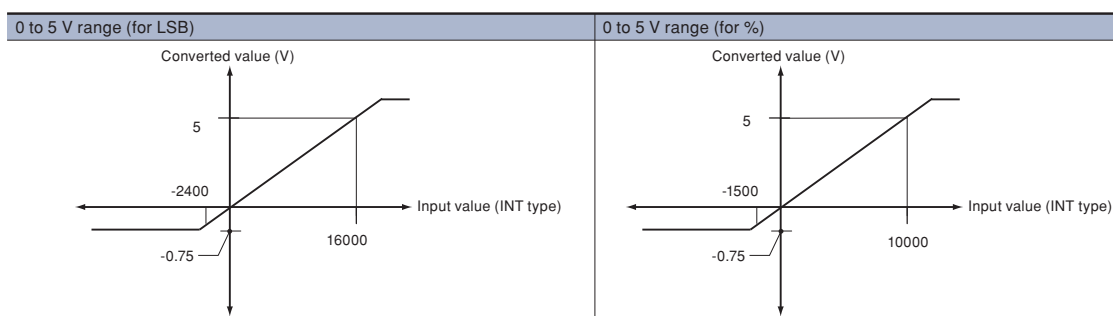 0 to 5 V range (for LSB)
Converted value (V)
5
-2400
Input value (INT type)
16000
-0.75
0 to 5 V range (for %)
Converted value (V)
5
-1500
Input value (INT type)
10000
-0.75